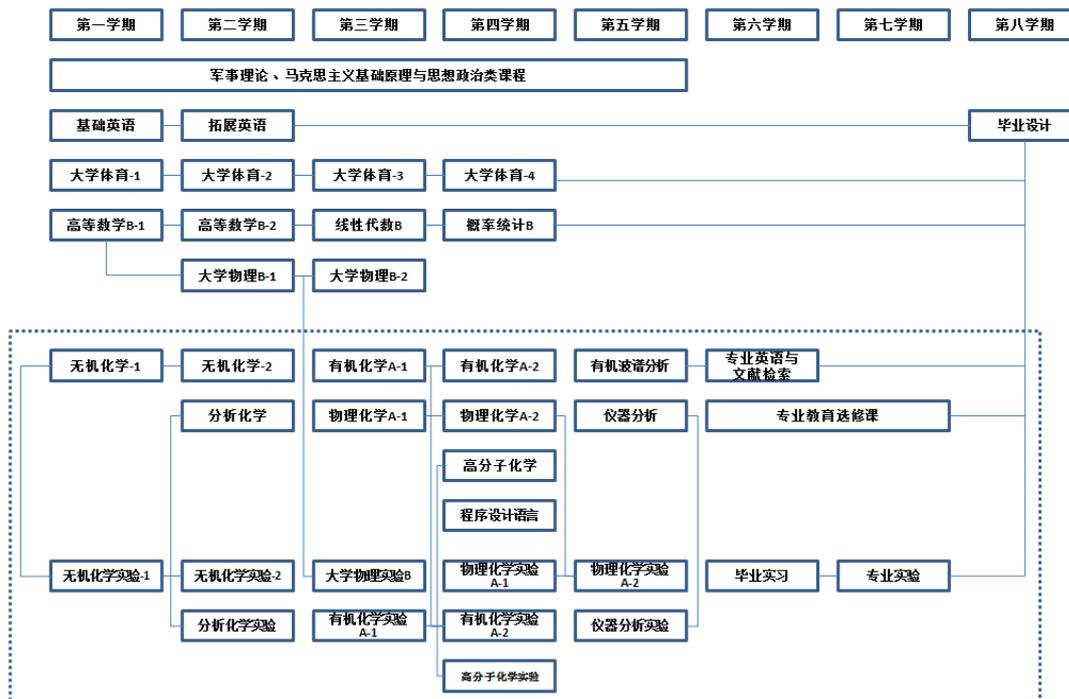 第一学期 第二学期 第三学期 第四学期 第五学期 第六学期 第七学期 第八学期
军事理论、马克思主义基础原理与思想政治类课程
基础英语 拓展英语 毕业设计
大学体育-1 大学体育-2 大学体育-3 大学体育-4
高等数学B-1 高等数学B-2 线性代数B 概率统计B
大学物理B-1 大学物理B-2
无机化学-1 无机化学-2 有机化学A-1 有机化学A-2 有机波谱分析 专业英语与
文献检索
分析化学 物理化学A-1 物理化学A-2 仪器分析 专业教育选修课
高分子化学
程序设计语言
无机化学实验-1 无机化学实验-2 大学物理实验B 物理化学实验
A-1 物理化学实验
A-2 毕业实习 专业实验
分析化学实验 有机化学实验
A-1 有机化学实验
A-2 仪器分析实验
高分子化学实验